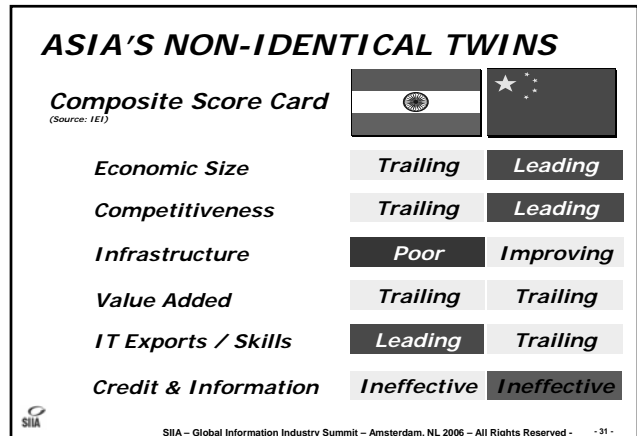 ASIA'S NON-IDENTICAL TWINS
Composite Score Card
(Source: IEI)
Economic Size Trailing Leading
Competitiveness Trailing Leading
Infrastructure Poor Improving
Value Added Trailing Trailing
IT Exports / Skills Leading Trailing
Credit & Information Ineffective Ineffective
SIIA
SIIA – Global Information Industry Summit – Amsterdam, NL 2006 – All Rights Reserved - - 31 -